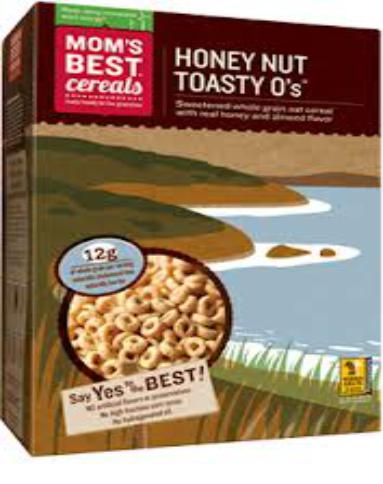 MOM'S
BEST
cereals
HONEY NUT
TOASTY O's™
Sweetened whole grain oat cereal
with real honey and almond flavor
12g
Say Yes to the BEST!
NO artificial flavors or preservatives
No high fructose corn syrup
No hydrogenated oil